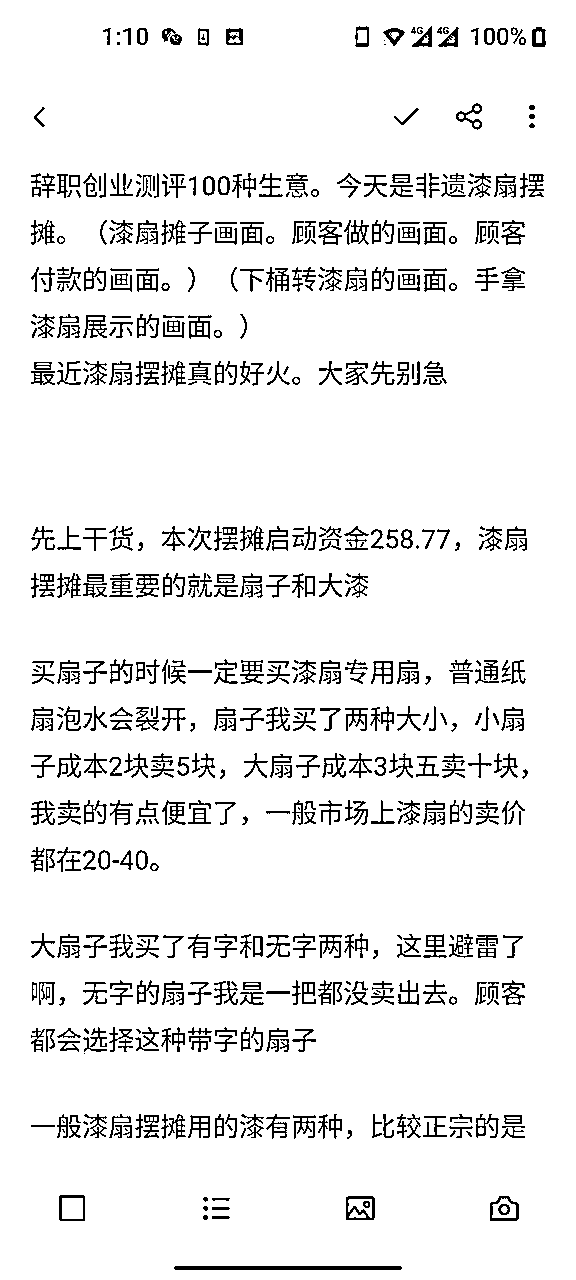 1:10
4G 4G 100%
辞职创业测评100种生意。今天是非遗漆扇摆
摊。（漆扇摊子画面。顾客做的画面。顾客
付款的画面。）（下桶转漆扇的画面。手拿
漆扇展示的画面。）
最近漆扇摆摊真的好火。大家先别急
先上干货，本次摆摊启动资金258.77，漆扇
摆摊最重要的就是扇子和大漆
买扇子的时候一定要买漆扇专用扇，普通纸
扇泡水会裂开，扇子我买了两种大小，小扇
子成本2块卖5块，大扇子成本3块五卖十块，
我卖的有点便宜了，一般市场上漆扇的卖价
都在20-40。
大扇子我买了有字和无字两种，这里避雷了
啊，无字的扇子我是一把都没卖出去。顾客
都会选择这种带字的扇子
一般漆扇摆摊用的漆有两种，比较正宗的是